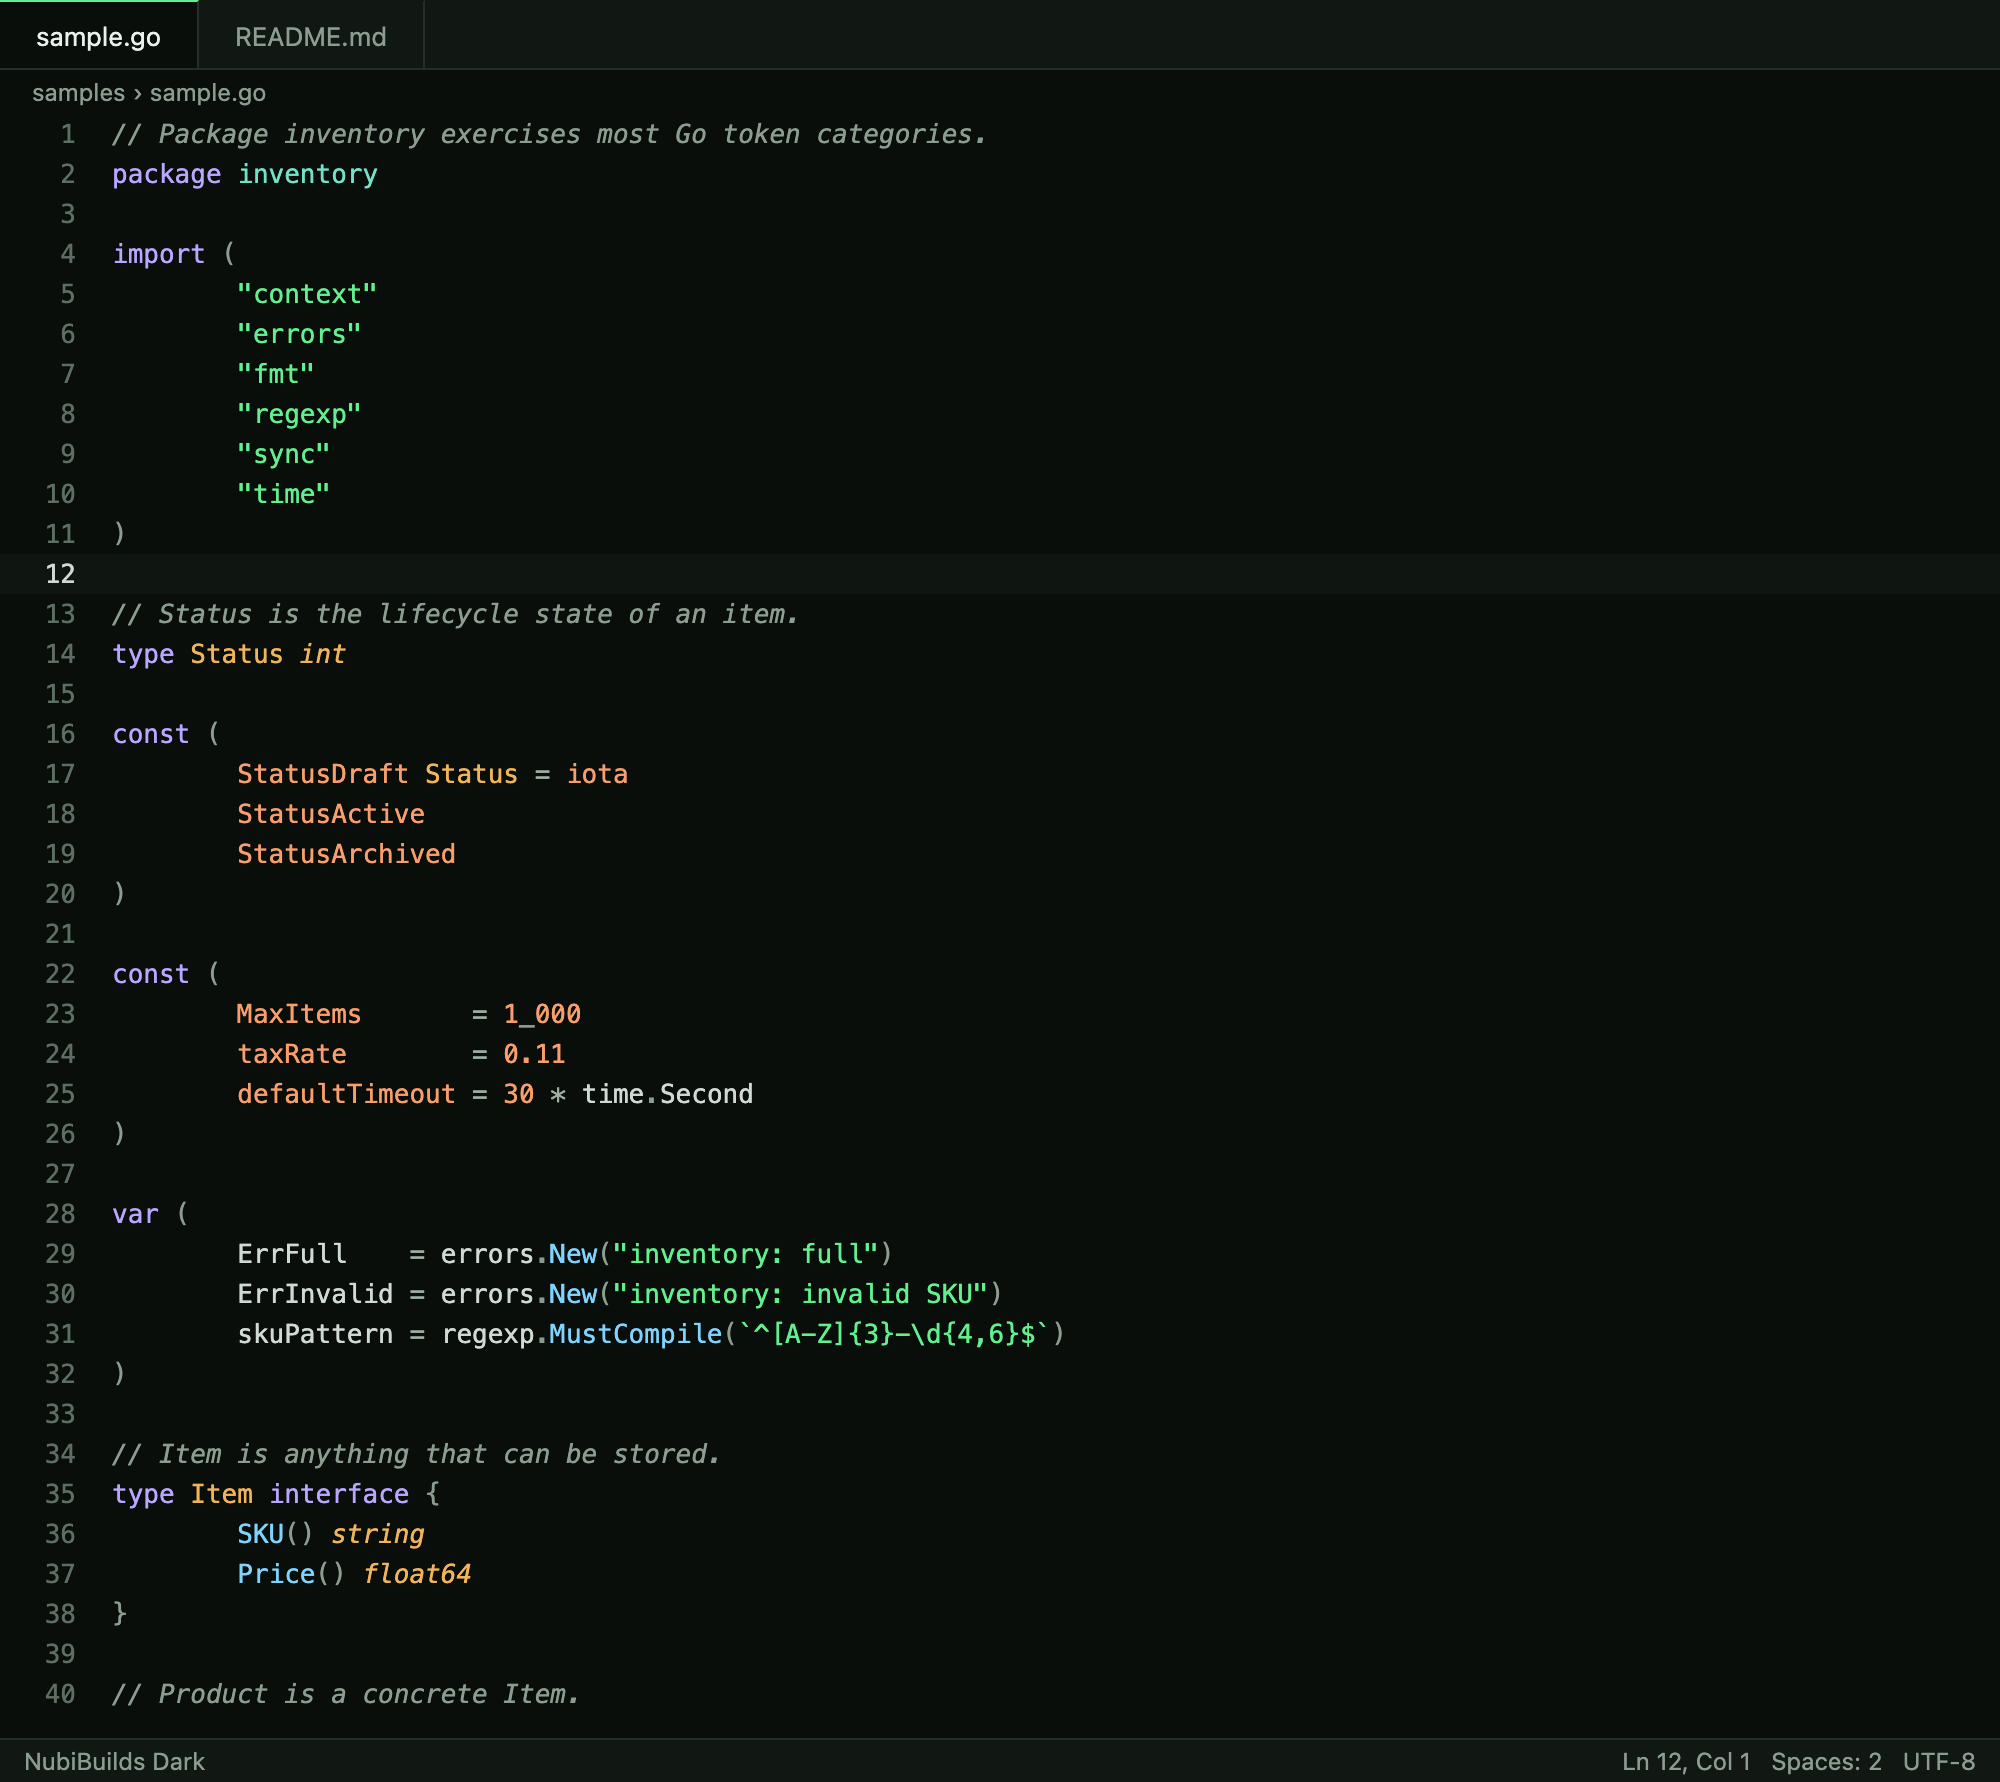 sample.go README.md
samples › sample.go
1 // Package inventory exercises most Go token categories.
2 package inventory
3
4 import (
5         "context"
6         "errors"
7         "fmt"
8         "regexp"
9         "sync"
10         "time"
11 )
12
13 // Status is the lifecycle state of an item.
14 type Status int
15
16 const (
17         StatusDraft Status = iota
18         StatusActive
19         StatusArchived
20 )
21
22 const (
23         MaxItems       = 1_000
24         taxRate        = 0.11
25         defaultTimeout = 30 * time.Second
26 )
27
28 var (
29         ErrFull    = errors.New("inventory: full")
30         ErrInvalid = errors.New("inventory: invalid SKU")
31         skuPattern = regexp.MustCompile(`^[A-Z]{3}-\d{4,6}$`)
32 )
33
34 // Item is anything that can be stored.
35 type Item interface {
36         SKU() string
37         Price() float64
38 }
39
40 // Product is a concrete Item.
NubiBuilds Dark Ln 12, Col 1 Spaces: 2 UTF-8